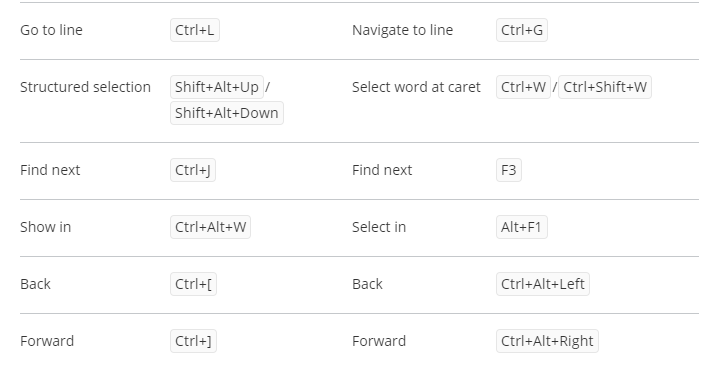 Go to line Ctrl+L Navigate to line Ctrl+G
Structured selection Shift+Alt+Up / Select word at caret Ctrl+W / Ctrl+Shift+W
Shift+Alt+Down
Find next Ctrl+J Find next F3
Show in Ctrl+Alt+W Select in Alt+F1
Back Ctrl+[ Back Ctrl+Alt+Left
Forward Ctrl+] Forward Ctrl+Alt+Right